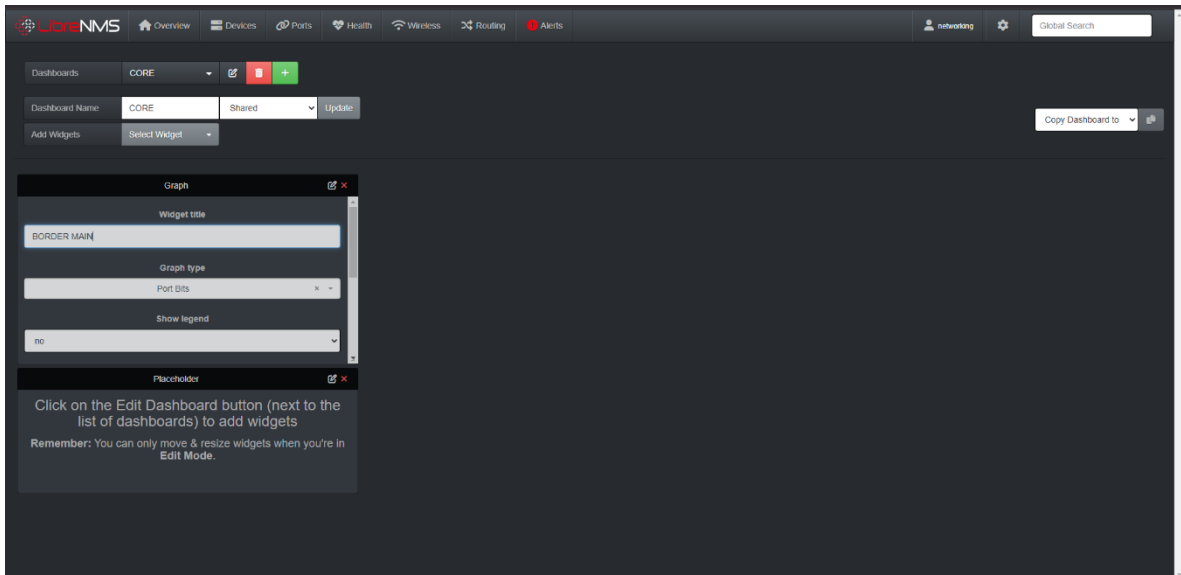 LibreNMS Overview Devices Ports Health Wireless Routing Alerts networking Global Search
Dashboards CORE
Dashboard Name CORE Shared Update
Copy Dashboard to
Add Widgets Select Widget
Graph
Widget title
BORDER MAIN
Graph type
Port Bits
Show legend
no
Placeholder
Click on the Edit Dashboard button (next to the
list of dashboards) to add widgets
Remember: You can only move & resize widgets when you're in
Edit Mode.